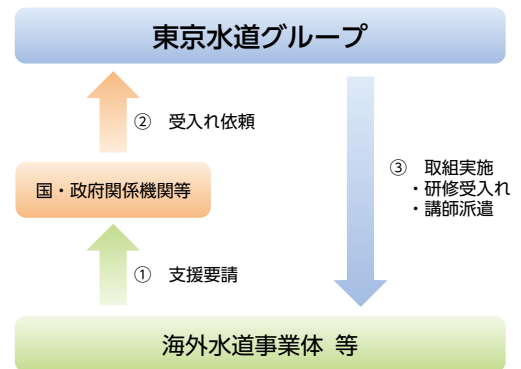 東京水道グループ
② 受入れ依頼
国・政府関係機関等
③ 取組実施
・研修受入れ
・講師派遣
① 支援要請
海外水道事業体 等